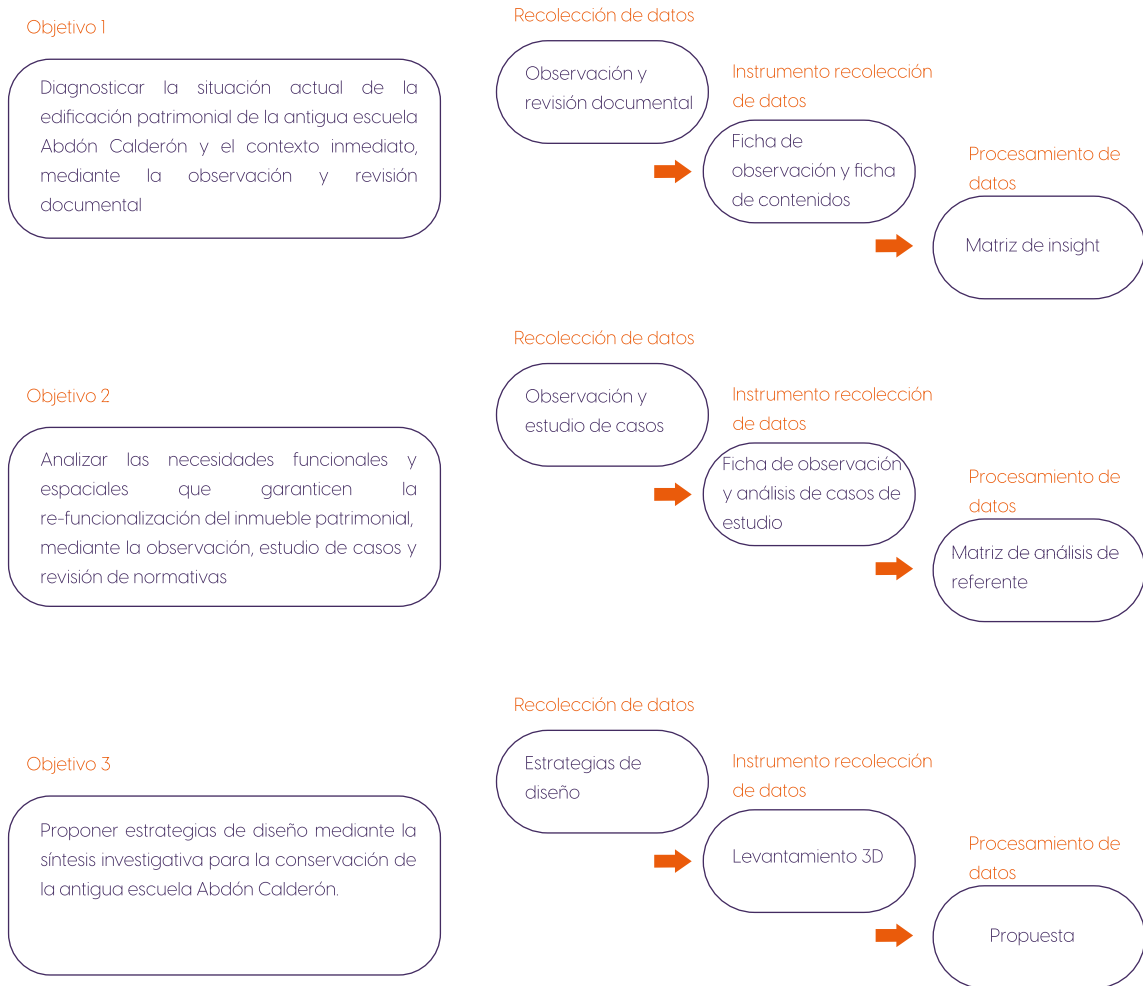 Objetivo 1
Diagnosticar la situación actual de la
edificación patrimonial de la antigua escuela
Abdón Calderón y el contexto inmediato,
mediante la observación y revisión
documental
Recolección de datos
Observación y
revisión documental
Instrumento recolección
de datos
Ficha de
observación y ficha
de contenidos
Procesamiento de
datos
Matriz de insight
Objetivo 2
Analizar las necesidades funcionales y
espaciales que garanticen la
re-funcionalización del inmueble patrimonial,
mediante la observación, estudio de casos y
revisión de normativas
Recolección de datos
Observación y
estudio de casos
Instrumento recolección
de datos
Ficha de observación
y análisis de casos de
estudio
Procesamiento de
datos
Matriz de análisis de
referente
Objetivo 3
Proponer estrategias de diseño mediante la
síntesis investigativa para la conservación de
la antigua escuela Abdón Calderón.
Recolección de datos
Estrategias de
diseño
Instrumento recolección
de datos
Levantamiento 3D
Procesamiento de
datos
Propuesta